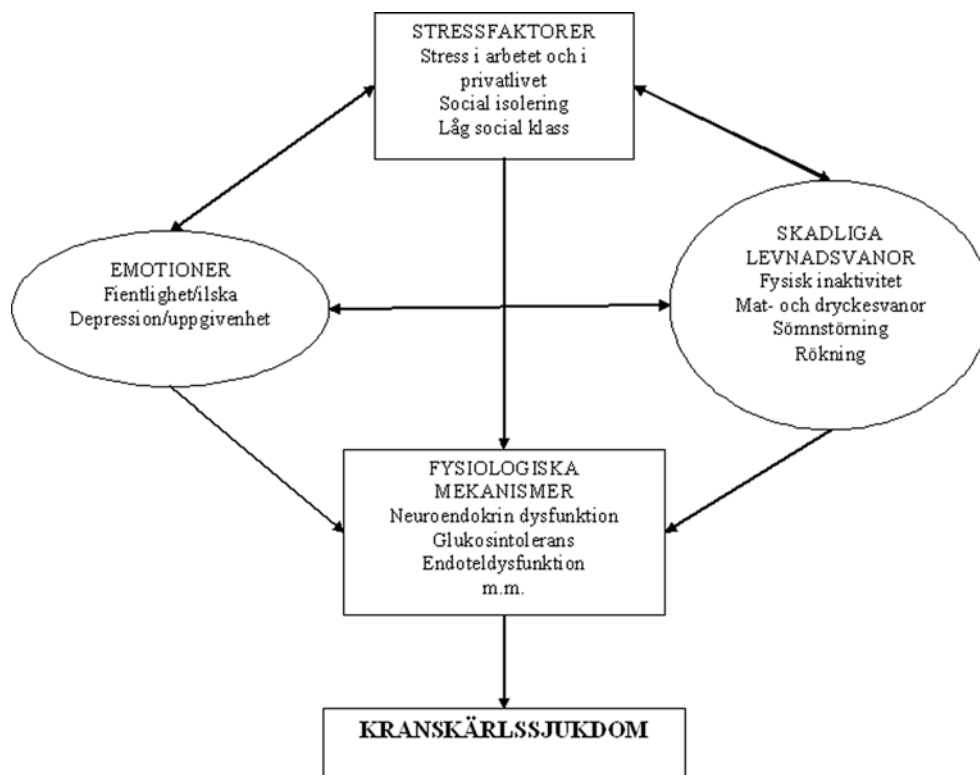 STRESSFAKTORER
Stress i arbetet och i
privatlivet
Social isolering
Låg social klass
EMOTIONER
Fientlighet/ilska
Depression/uppgivenhet
SKADLIGA
LEVNADSVANOR
Fysisk inaktivitet
Mat- och dryckesvanor
Sömnstörning
Rökning
FYSIOLOGISKA
MEKANISMER
Neuroendokrin dysfunktion
Glukosintolerans
Endoteldysfunktion
m.m.
KRANSKÄRLSSJUKDOM